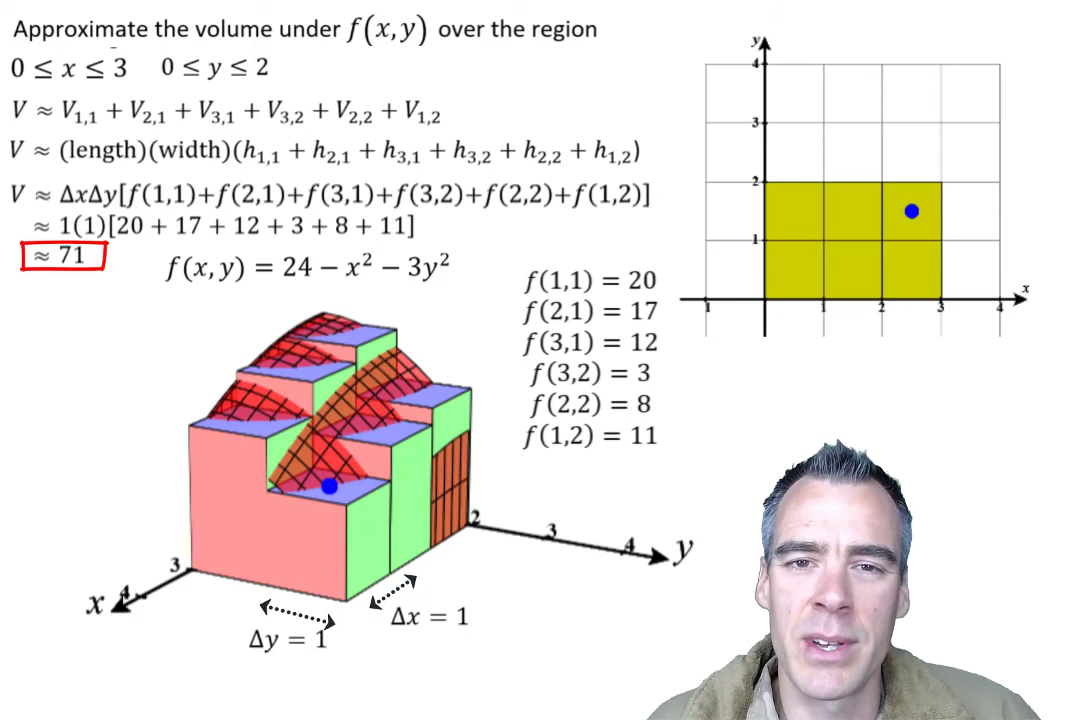 Approximate the volume under f(x,y) over the region
0 ≤ x ≤ 3 0 ≤ y ≤ 2
V ≈ V₁,₁ + V₂,₁ + V₃,₁ + V₃,₂ + V₂,₂ + V₁,₂
V ≈ (length)(width)(h₁,₁ + h₂,₁ + h₃,₁ + h₃,₂ + h₂,₂ + h₁,₂)
V ≈ ΔxΔy[f(1,1)+f(2,1)+f(3,1)+f(3,2)+f(2,2)+f(1,2)]
≈ 1(1)[20 + 17 + 12 + 3 + 8 + 11]
≈ 71
f(x,y) = 24 − x² − 3y²
f(1,1) = 20
f(2,1) = 17
f(3,1) = 12
f(3,2) = 3
f(2,2) = 8
f(1,2) = 11
y
4
3
2
1
1 1 2 3 4
x
2 3 4 y
3
x 4
Δx = 1
Δy = 1